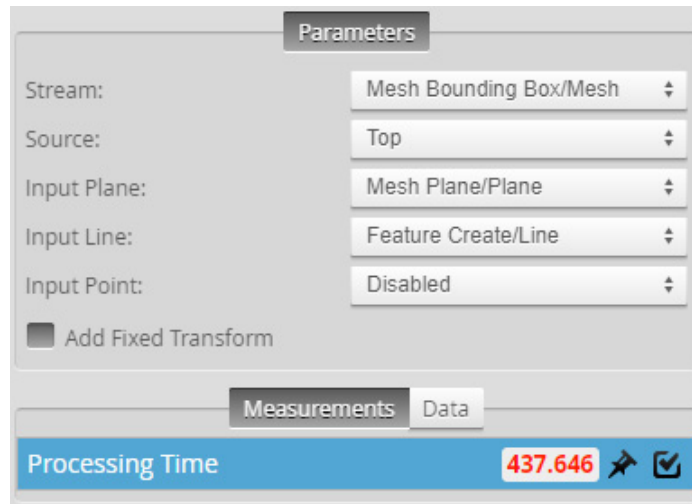 Parameters
Stream: Mesh Bounding Box/Mesh
Source: Top
Input Plane: Mesh Plane/Plane
Input Line: Feature Create/Line
Input Point: Disabled
Add Fixed Transform
Measurements Data
Processing Time 437.646